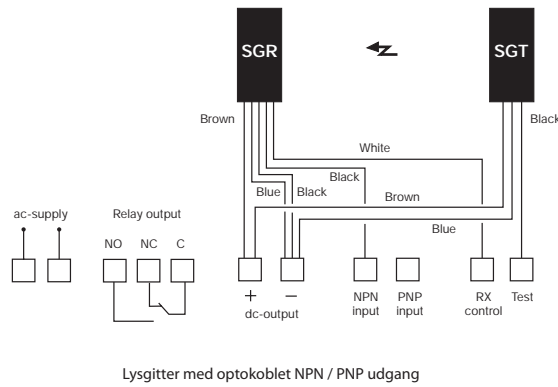 SGR
SGT
Brown
Black
White
Black
Blue
Black
Brown
Blue
ac-supply
Relay output
NO
NC
C
+
−
dc-output
NPN
input
PNP
input
RX
control
Test
Lysgitter med optokoblet NPN / PNP udgang